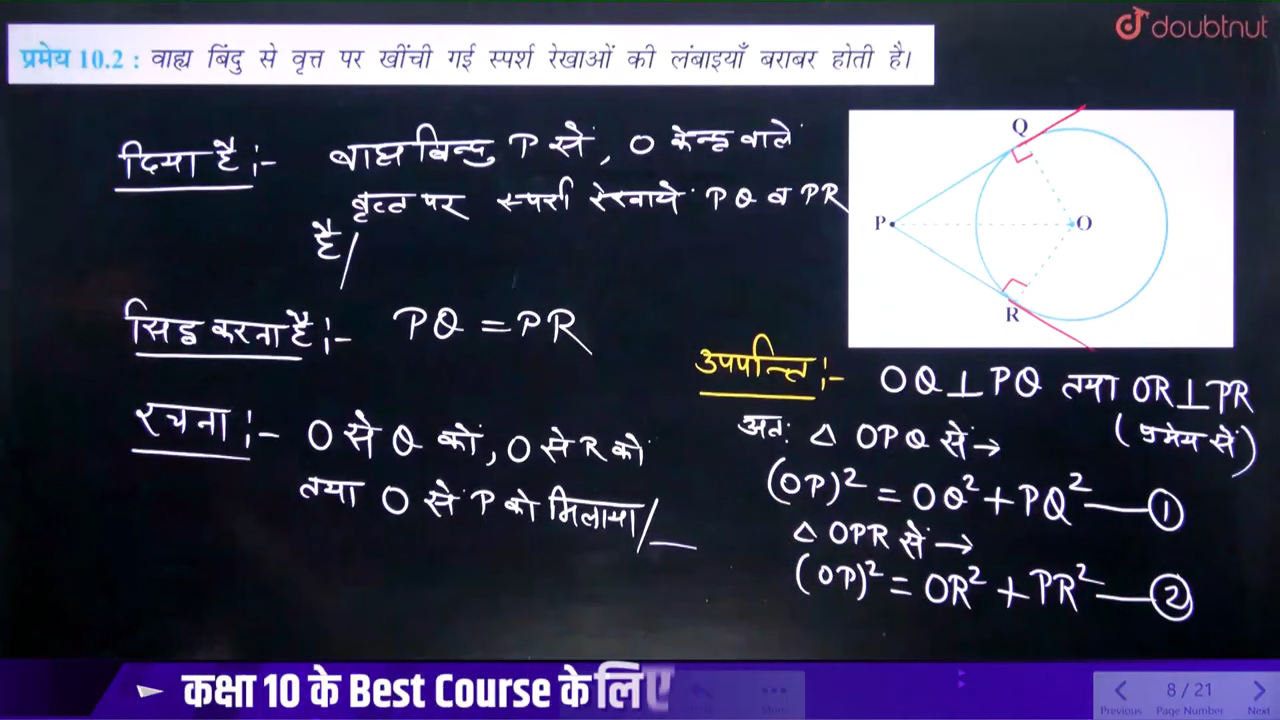 doubtnut
प्रमेय 10.2 : वाह्य बिंदु से वृत्त पर खींची गई स्पर्श रेखाओं की लंबाइयाँ बराबर होती है।
दिया है :- बाह्य बिन्दु P से, O केन्द्र वाले
वृत्त पर स्पर्श रेखाये PQ व PR
है/
सिद्ध करना है :- PQ = PR
रचना :- O से Q को, O से R को
तथा O से P को मिलाया/
Q
P
O
R
उपपत्ति :- OQ⊥PQ तथा OR⊥PR
(प्रमेय से)
अतः △ OPQ से →
(OP)² = OQ² + PQ² — ①
△ OPR से →
(OP)² = OR² + PR² — ②
कक्षा 10 के Best Course के लिए
More
8 / 21
Previous Page Number Next